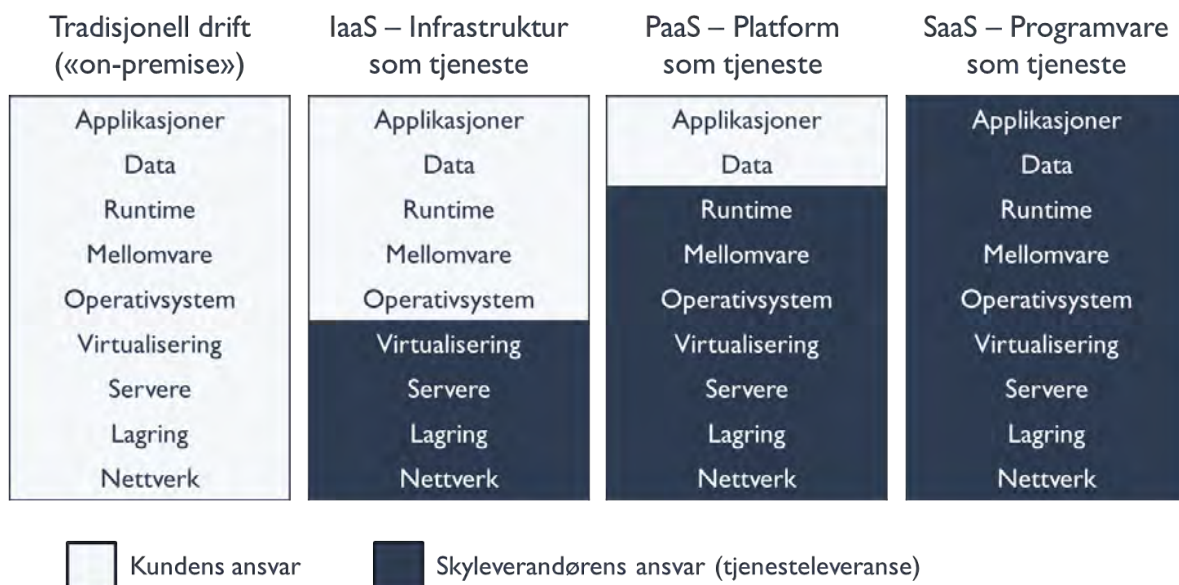 Tradisjonell drift
(«on-premise»)
Applikasjoner
Data
Runtime
Mellomvare
Operativsystem
Virtualisering
Servere
Lagring
Nettverk
IaaS – Infrastruktur
som tjeneste
Applikasjoner
Data
Runtime
Mellomvare
Operativsystem
Virtualisering
Servere
Lagring
Nettverk
PaaS – Platform
som tjeneste
Applikasjoner
Data
Runtime
Mellomvare
Operativsystem
Virtualisering
Servere
Lagring
Nettverk
SaaS – Programvare
som tjeneste
Applikasjoner
Data
Runtime
Mellomvare
Operativsystem
Virtualisering
Servere
Lagring
Nettverk
Kundens ansvar
Skyleverandørens ansvar (tjenesteleveranse)